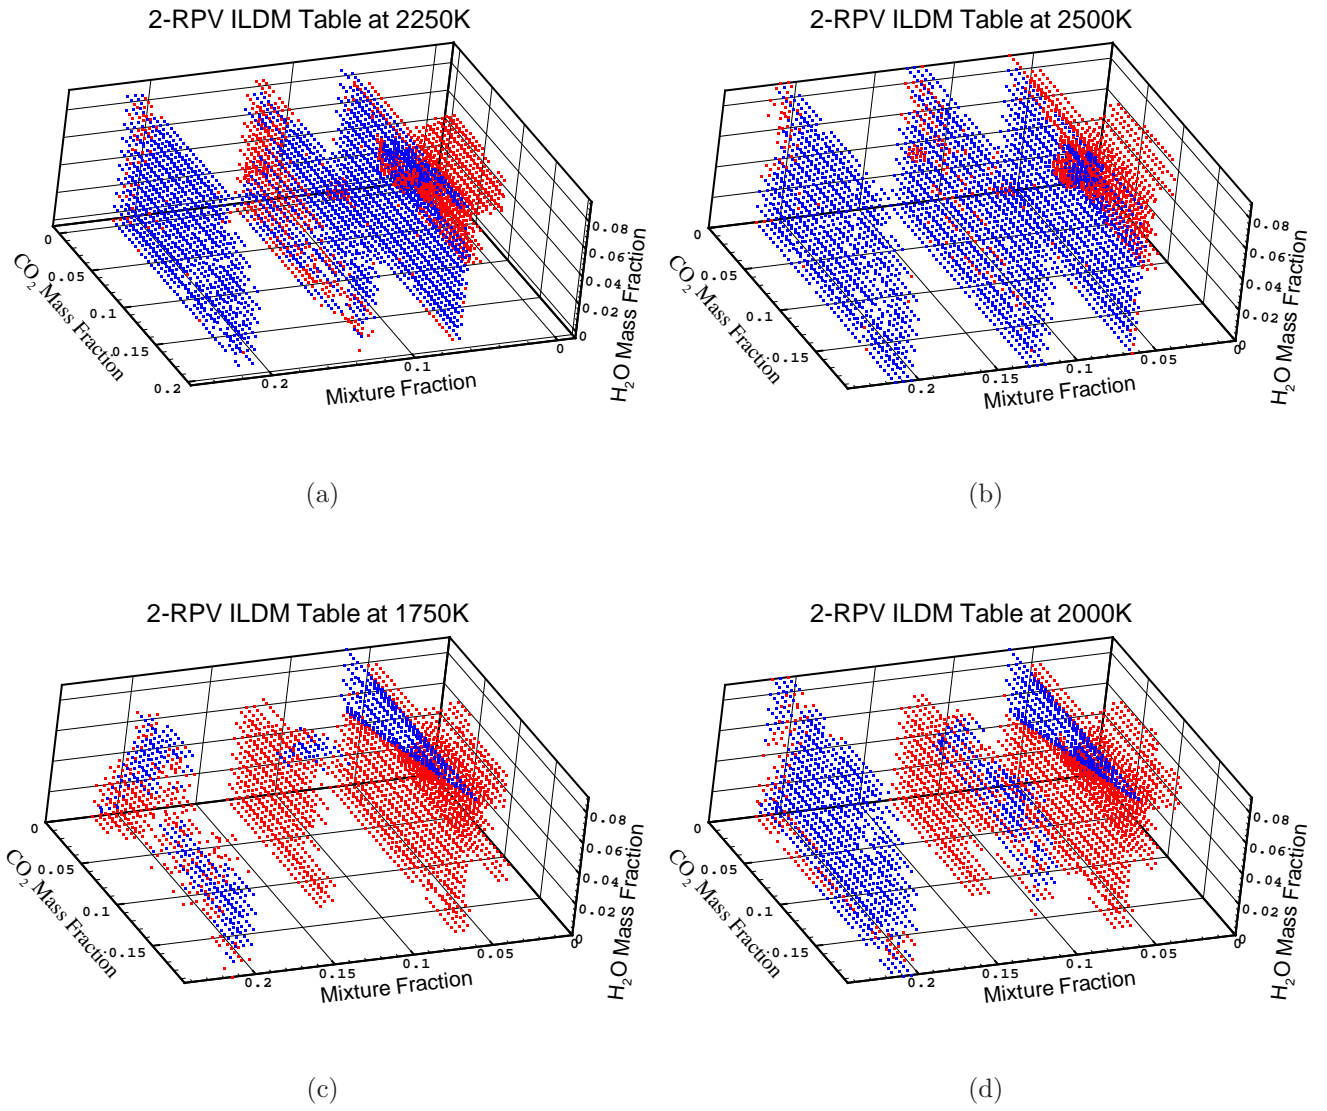 2-RPV ILDM Table at 2250K
0
0.05
0.1
0.15
0.2
CO2 Mass Fraction
0.2
0.1
0
Mixture Fraction
0.08
0.06
0.04
0.02
0
H2O Mass Fraction
(a)
2-RPV ILDM Table at 2500K
0
0.05
0.1
0.15
CO2 Mass Fraction
0.2
0.15
0.1
0.05
0
Mixture Fraction
0.08
0.06
0.04
0.02
0
H2O Mass Fraction
(b)
2-RPV ILDM Table at 1750K
0
0.05
0.1
0.15
CO2 Mass Fraction
0.2
0.15
0.1
0.05
0
Mixture Fraction
0.08
0.06
0.04
0.02
0
H2O Mass Fraction
(c)
2-RPV ILDM Table at 2000K
0
0.05
0.1
0.15
CO2 Mass Fraction
0.2
0.15
0.1
0.05
0
Mixture Fraction
0.08
0.06
0.04
0.02
0
H2O Mass Fraction
(d)